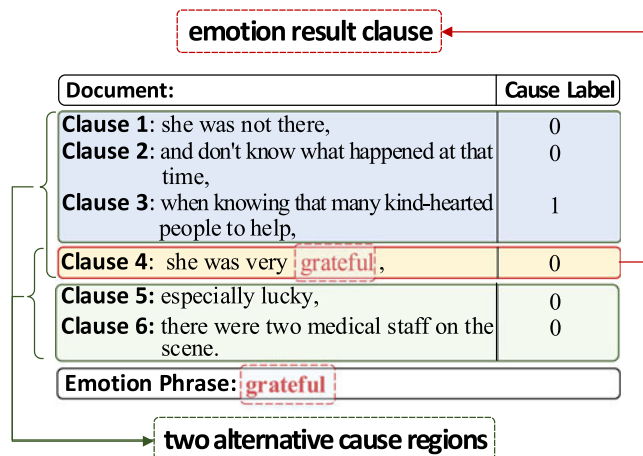 emotion result clause
Document: Cause Label
Clause 1: she was not there, 0
Clause 2: and don't know what happened at that 0
time,
Clause 3: when knowing that many kind-hearted 1
people to help,
Clause 4: she was very grateful, 0
Clause 5: especially lucky, 0
Clause 6: there were two medical staff on the 0
scene.
Emotion Phrase: grateful
two alternative cause regions